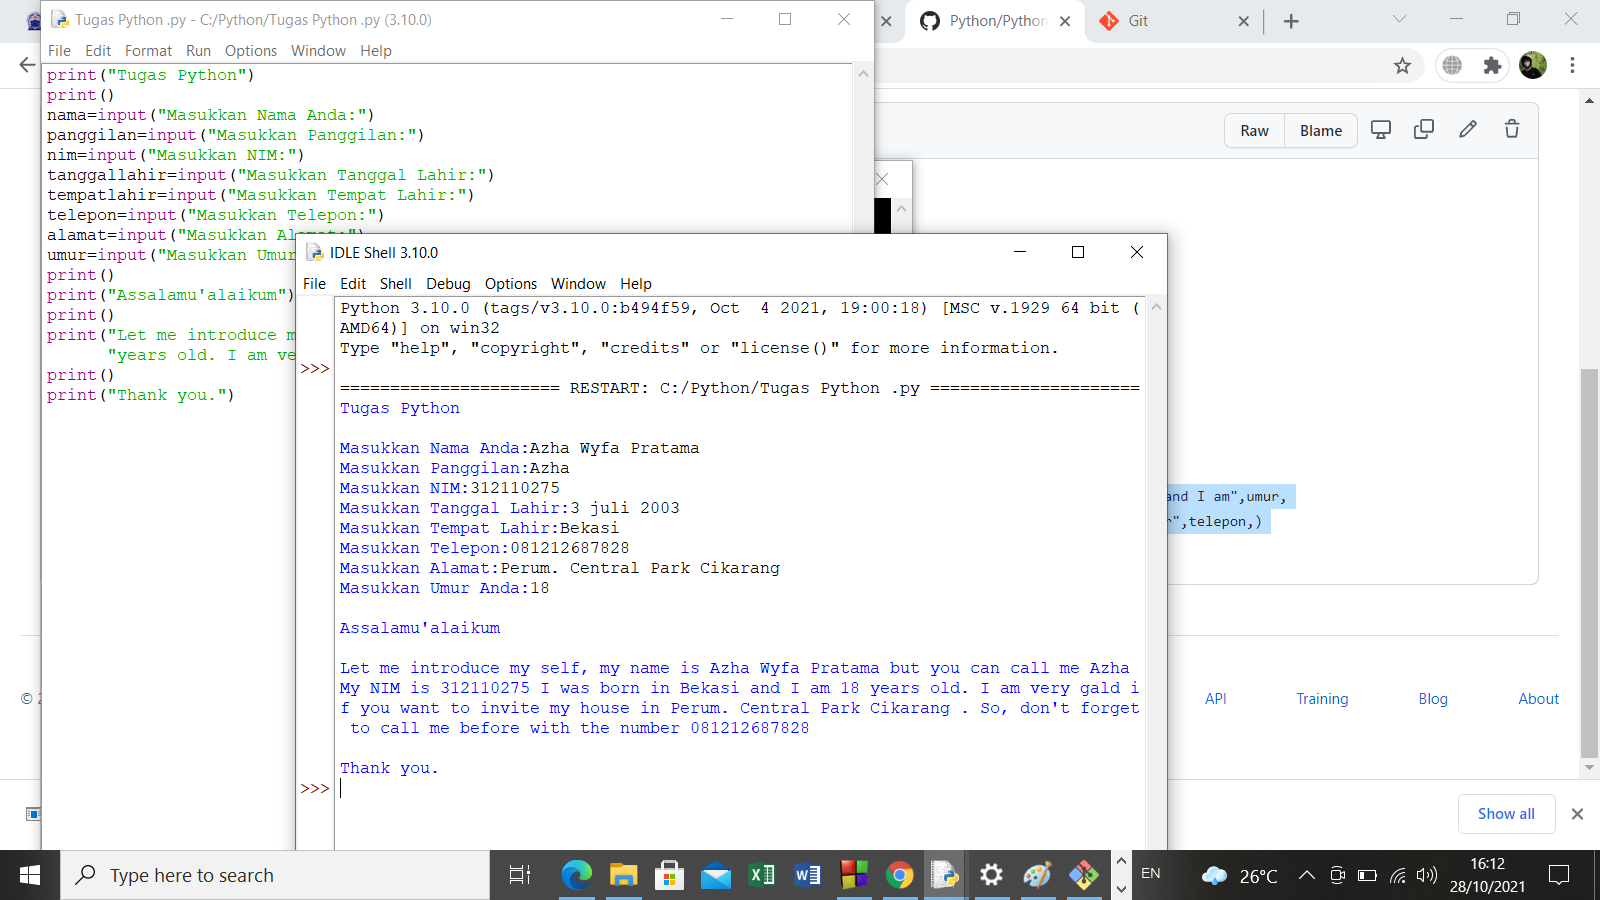 Tugas Python .py - C:/Python/Tugas Python .py (3.10.0)
File Edit Format Run Options Window Help
print("Tugas Python")
print()
nama=input("Masukkan Nama Anda:")
panggilan=input("Masukkan Panggilan:")
nim=input("Masukkan NIM:")
tanggallahir=input("Masukkan Tanggal Lahir:")
tempatlahir=input("Masukkan Tempat Lahir:")
telepon=input("Masukkan Telepon:")
alamat=input("Masukkan Alamat:")
umur=input("Masukkan Umur
print()
print("Assalamu'alaikum")
print()
print("Let me introduce m
"years old. I am ve
print()
print("Thank you.")
Python/Python
Git
Raw Blame
IDLE Shell 3.10.0
File Edit Shell Debug Options Window Help
Python 3.10.0 (tags/v3.10.0:b494f59, Oct  4 2021, 19:00:18) [MSC v.1929 64 bit (
AMD64)] on win32
Type "help", "copyright", "credits" or "license()" for more information.
>>>
====================== RESTART: C:/Python/Tugas Python .py =====================
Tugas Python
Masukkan Nama Anda:Azha Wyfa Pratama
Masukkan Panggilan:Azha
Masukkan NIM:312110275
Masukkan Tanggal Lahir:3 juli 2003
Masukkan Tempat Lahir:Bekasi
Masukkan Telepon:081212687828
Masukkan Alamat:Perum. Central Park Cikarang
Masukkan Umur Anda:18
Assalamu'alaikum
Let me introduce my self, my name is Azha Wyfa Pratama but you can call me Azha
My NIM is 312110275 I was born in Bekasi and I am 18 years old. I am very gald i
f you want to invite my house in Perum. Central Park Cikarang . So, don't forget
to call me before with the number 081212687828
Thank you.
>>>
and I am",umur,
",telepon,)
© 2
API Training Blog About
Show all
Type here to search
EN
26°C
16:12
28/10/2021